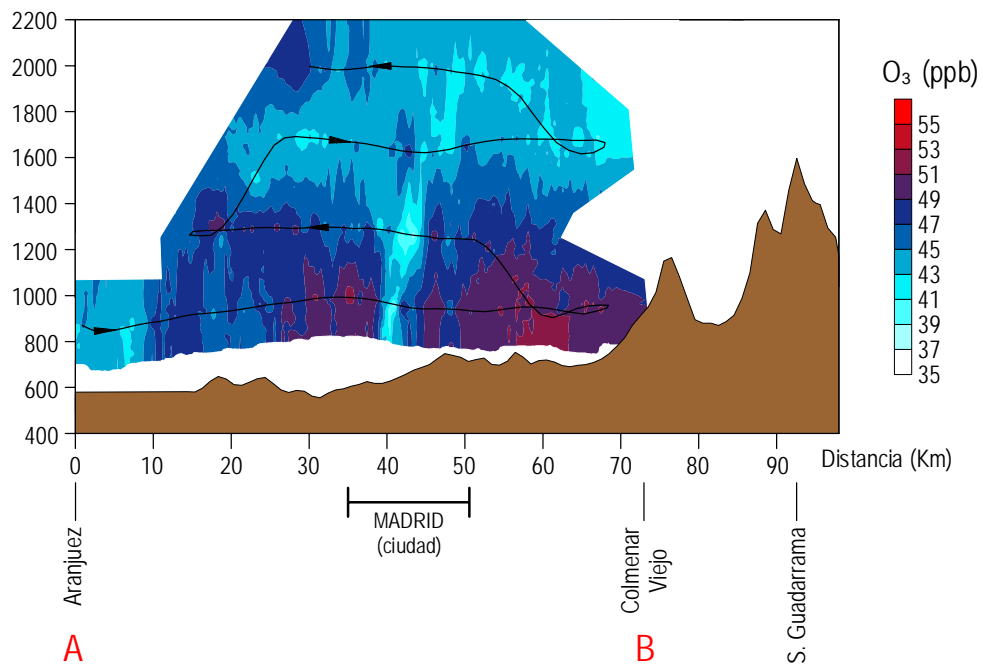 2200
2000
1800
1600
1400
1200
1000
800
600
400
0 10 20 30 40 50 60 70 80 90 Distancia (Km)
O₃ (ppb)
55
53
51
49
47
45
43
41
39
37
35
MADRID
(ciudad)
Aranjuez
Colmenar
Viejo
S. Guadarrama
A
B